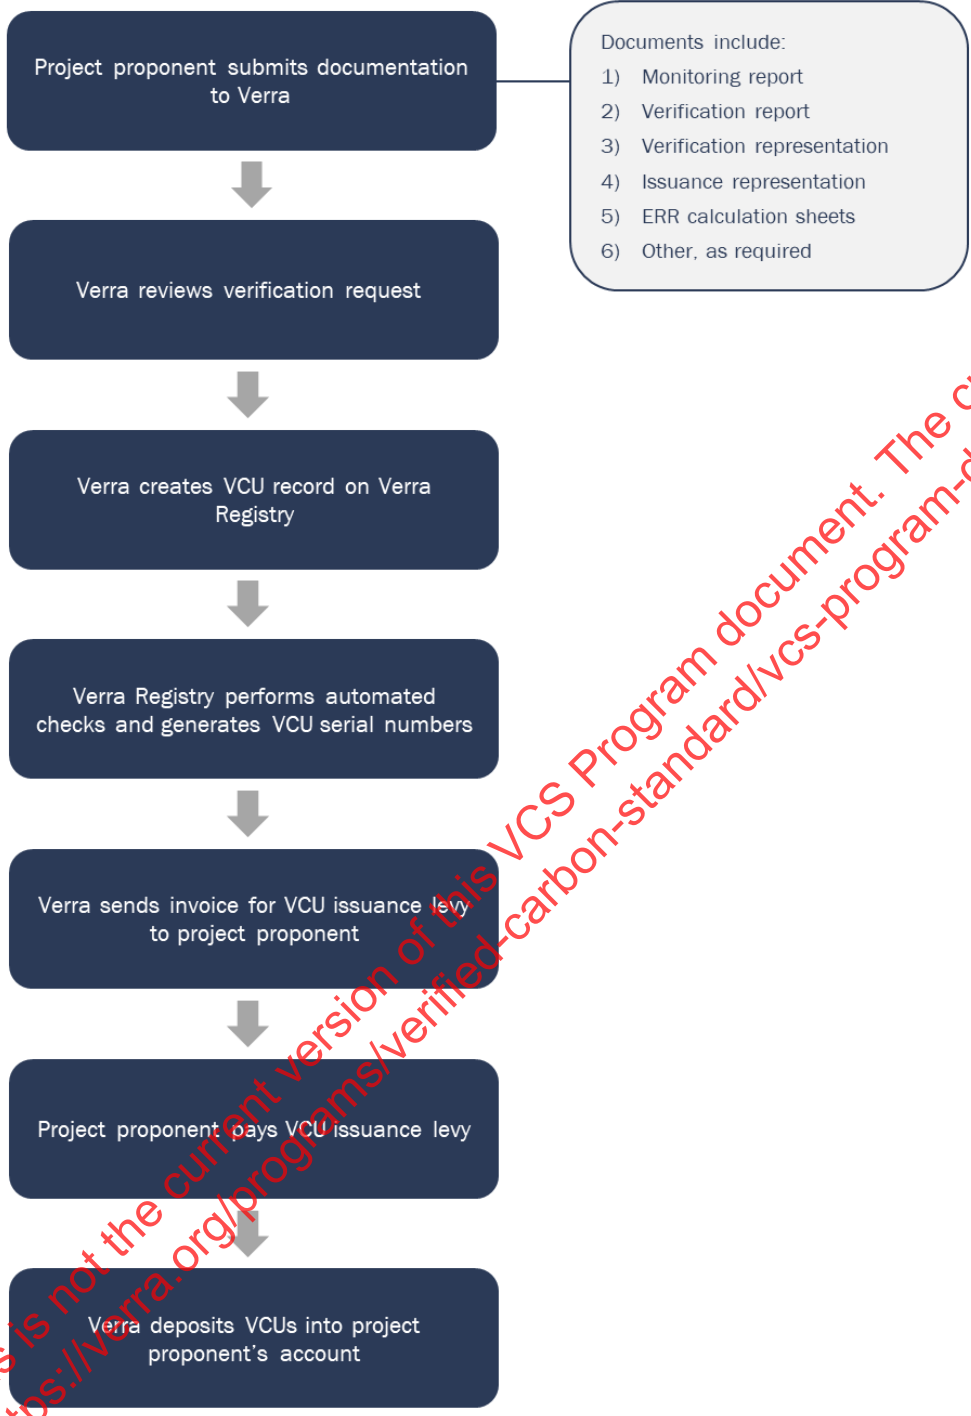 Project proponent submits documentation
to Verra
Documents include:
1) Monitoring report
2) Verification report
3) Verification representation
4) Issuance representation
5) ERR calculation sheets
6) Other, as required
Verra reviews verification request
Verra creates VCU record on Verra
Registry
Verra Registry performs automated
checks and generates VCU serial numbers
Verra sends invoice for VCU issuance levy
to project proponent
Project proponent pays VCU issuance levy
Verra deposits VCUs into project
proponent's account
s is not the current version of this VCS Program document. The c
tps://verra.org/programs/verified-carbon-standard/vcs-program-d